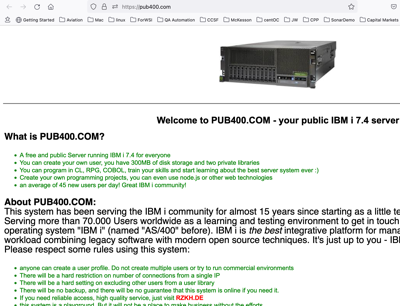 https://pub400.com
Getting Started Aviation Mac linux ForWSI QA Automation CCSF McKesson centOC JW CPP SonarDemo Capital Markets
Welcome to PUB400.COM - your public IBM i 7.4 server
What is PUB400.COM?
A free and public Server running IBM i 7.4 for everyone
You can create your own user, you have 300MB of disk storage and two private libraries
You can program in CL, RPG, COBOL, train your skills and start learning about the best server system ever :)
Create your own programming projects, you can even use node.js or other web technologies
an average of 45 new users per day! Great IBM i community!
About PUB400.COM:
This system has been serving the IBM i community for almost 15 years since starting as a little te
Serving more than 70.000 Users worldwide as a learning and testing environment to get in touch
operating system "IBM i" (named "AS/400" before). IBM i is the best integrative platform for mana
workload combining legacy software with modern open source techniques. It's just up to you - IB
Please respect some rules using this system:
anyone can create a user profile. Do not create multiple users or try to run commercial environments
There will be a hard restriction on number of connections from a single IP
There will be a hard setting on excluding other users from a user library
There will be no backup, and there will be no guarantee that this system is online if you need it.
If you need reliable access, high quality service, just visit RZKH.DE
this system is a playground. But it will not be a place to make business without the efforts